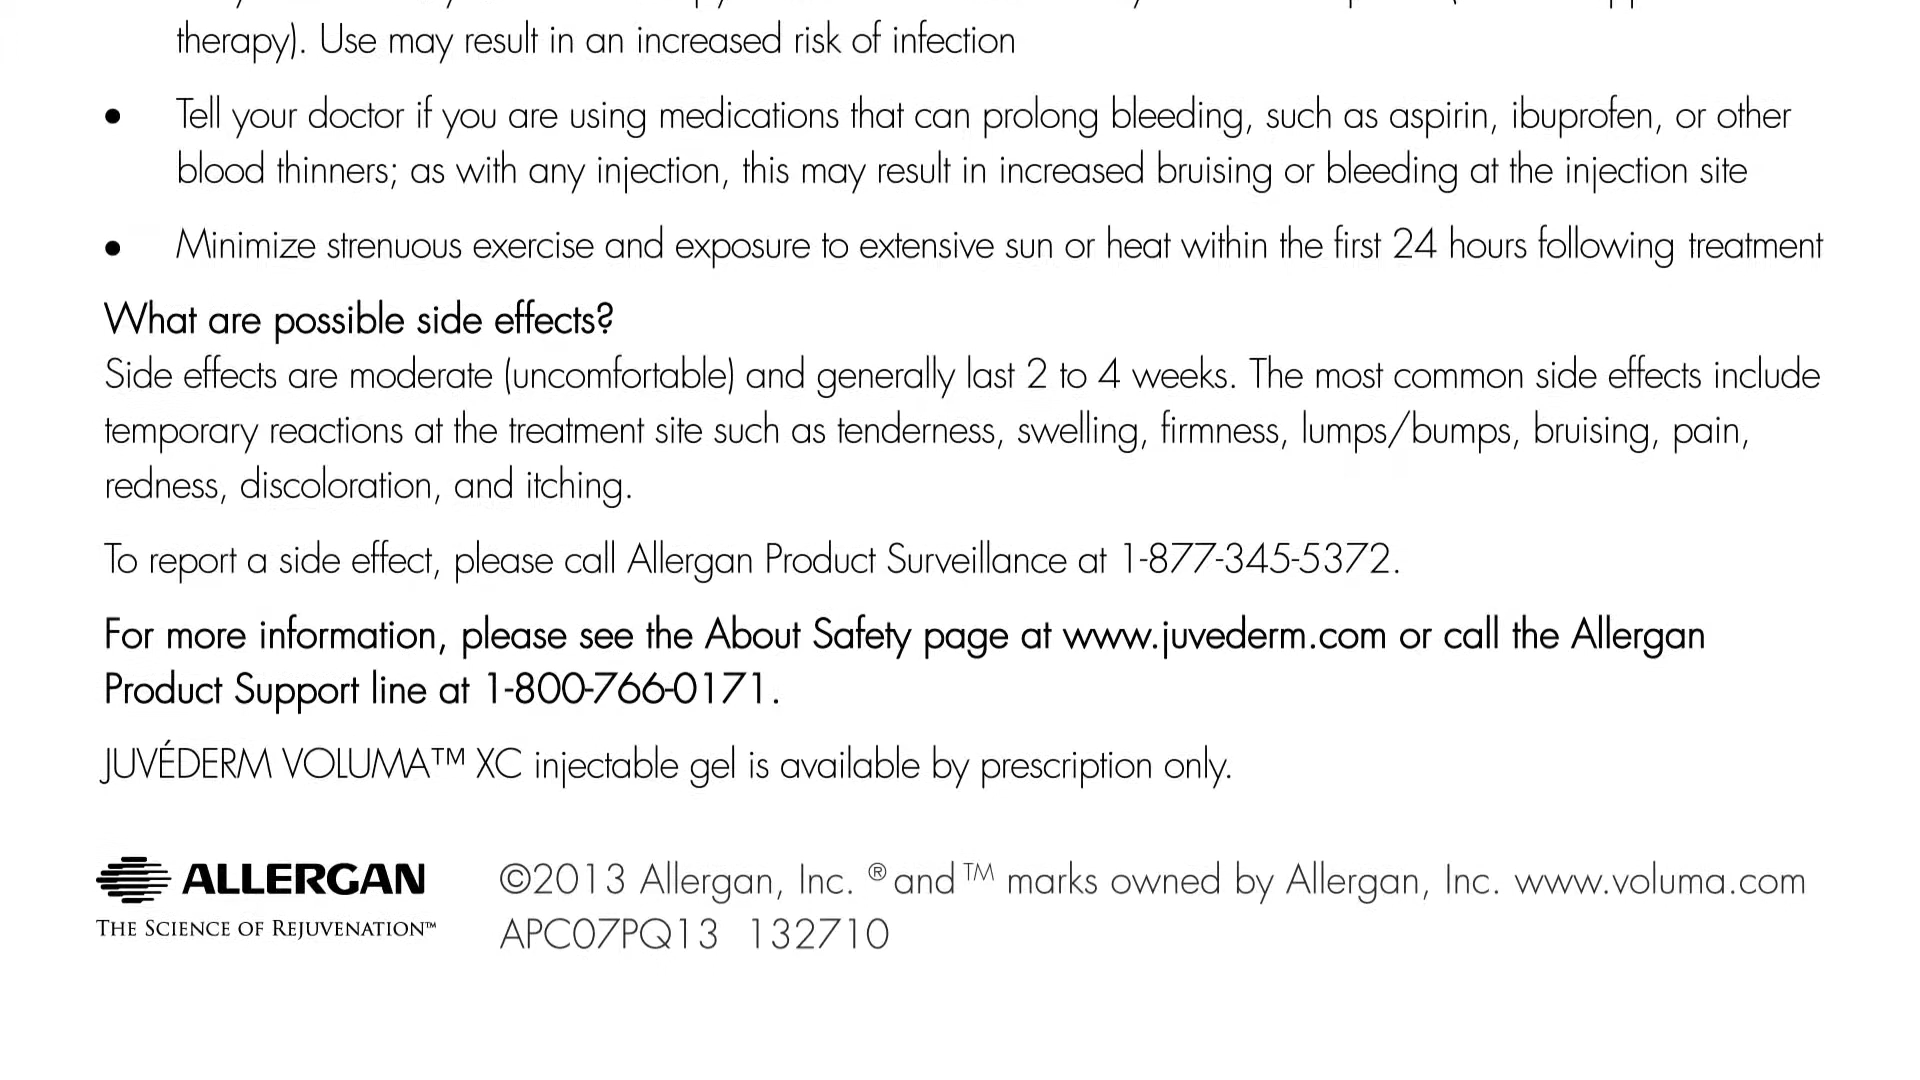 therapy). Use may result in an increased risk of infection
• Tell your doctor if you are using medications that can prolong bleeding, such as aspirin, ibuprofen, or other
blood thinners; as with any injection, this may result in increased bruising or bleeding at the injection site
• Minimize strenuous exercise and exposure to extensive sun or heat within the first 24 hours following treatment
What are possible side effects?
Side effects are moderate (uncomfortable) and generally last 2 to 4 weeks. The most common side effects include
temporary reactions at the treatment site such as tenderness, swelling, firmness, lumps/bumps, bruising, pain,
redness, discoloration, and itching.
To report a side effect, please call Allergan Product Surveillance at 1-877-345-5372.
For more information, please see the About Safety page at www.juvederm.com or call the Allergan
Product Support line at 1-800-766-0171.
JUVÉDERM VOLUMA™ XC injectable gel is available by prescription only.
ALLERGAN
THE SCIENCE OF REJUVENATION™
©2013 Allergan, Inc. ® and ™ marks owned by Allergan, Inc. www.voluma.com
APC07PQ13 132710